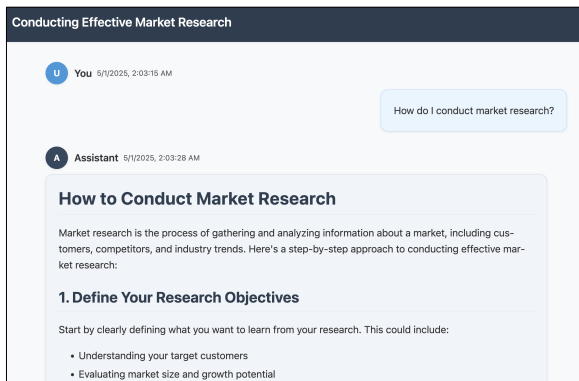 Conducting Effective Market Research
U You 5/1/2025, 2:03:15 AM
How do I conduct market research?
A Assistant 5/1/2025, 2:03:28 AM
How to Conduct Market Research
Market research is the process of gathering and analyzing information about a market, including cus-
tomers, competitors, and industry trends. Here's a step-by-step approach to conducting effective mar-
ket research:
1. Define Your Research Objectives
Start by clearly defining what you want to learn from your research. This could include:
• Understanding your target customers
• Evaluating market size and growth potential